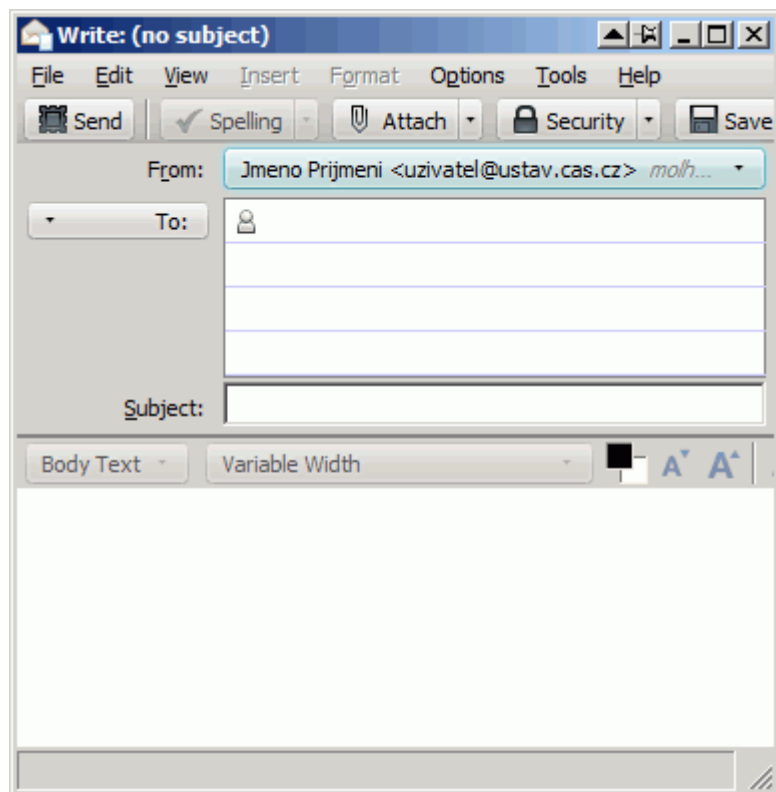 Write: (no subject)
File Edit View Insert Format Options Tools Help
Send Spelling Attach Security Save
From: Jmeno Prijmeni <uzivatel@ustav.cas.cz> molh...
To:
Subject:
Body Text Variable Width A A